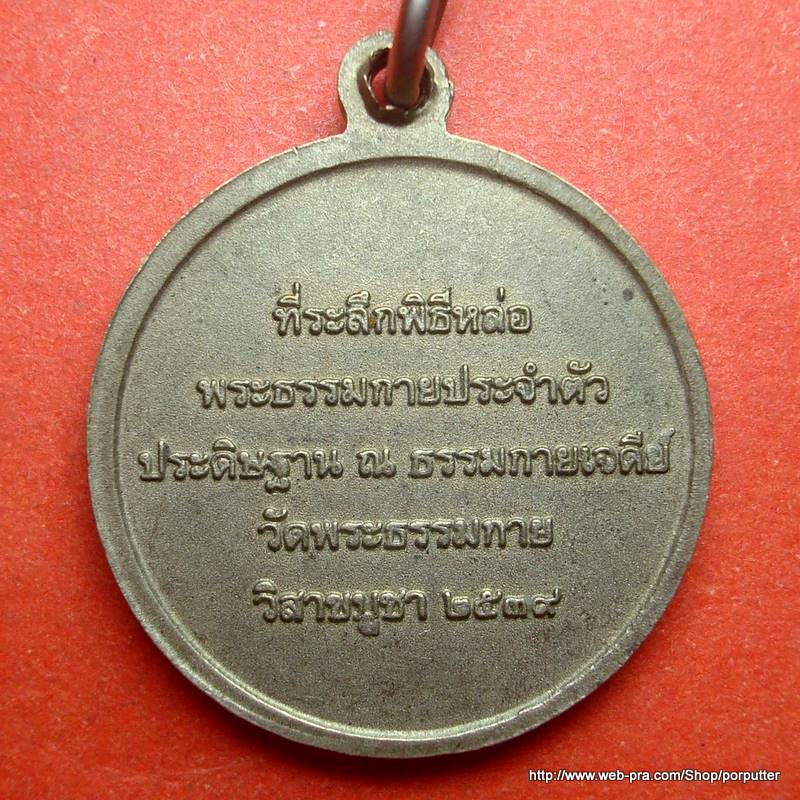 ที่ระลึกพิธีหล่อ
พระธรรมกายประจำตัว
ประดิษฐาน ณ ธรรมกายเจดีย์
วัดพระธรรมกาย
วิสาขบูชา ๒๕๓๙
http://www.web-pra.com/Shop/porputter